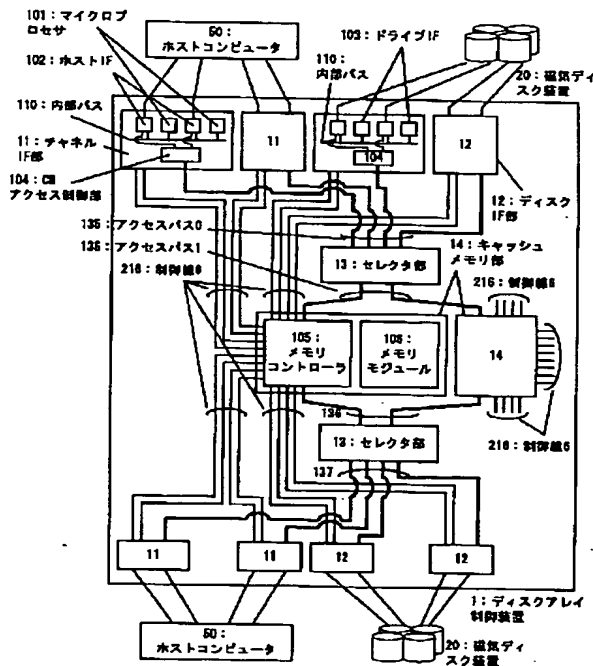 101:マイクロプ
ロセサ
102:ホストIF
110:内部バス
11:チャネル
IF部
104:CM
アクセス制御部
50:
ホストコンピュータ
103:ドライブIF
110:
内部バス
20:磁気ディ
スク装置
11
104
12
12:ディスク
IF部
135:アクセスパス0
136:アクセスパス1
216:制御線6
13:セレクタ部
14:キャッシュ
メモリ部
216:制御線6
105:
メモリ
コントローラ
106:
メモリ
モジュール
14
136
13:セレクタ部
137
216:制御線6
11
11
12
12
1:ディスクアレイ
制御装置
50:
ホストコンピュータ
20:磁気ディ
スク装置